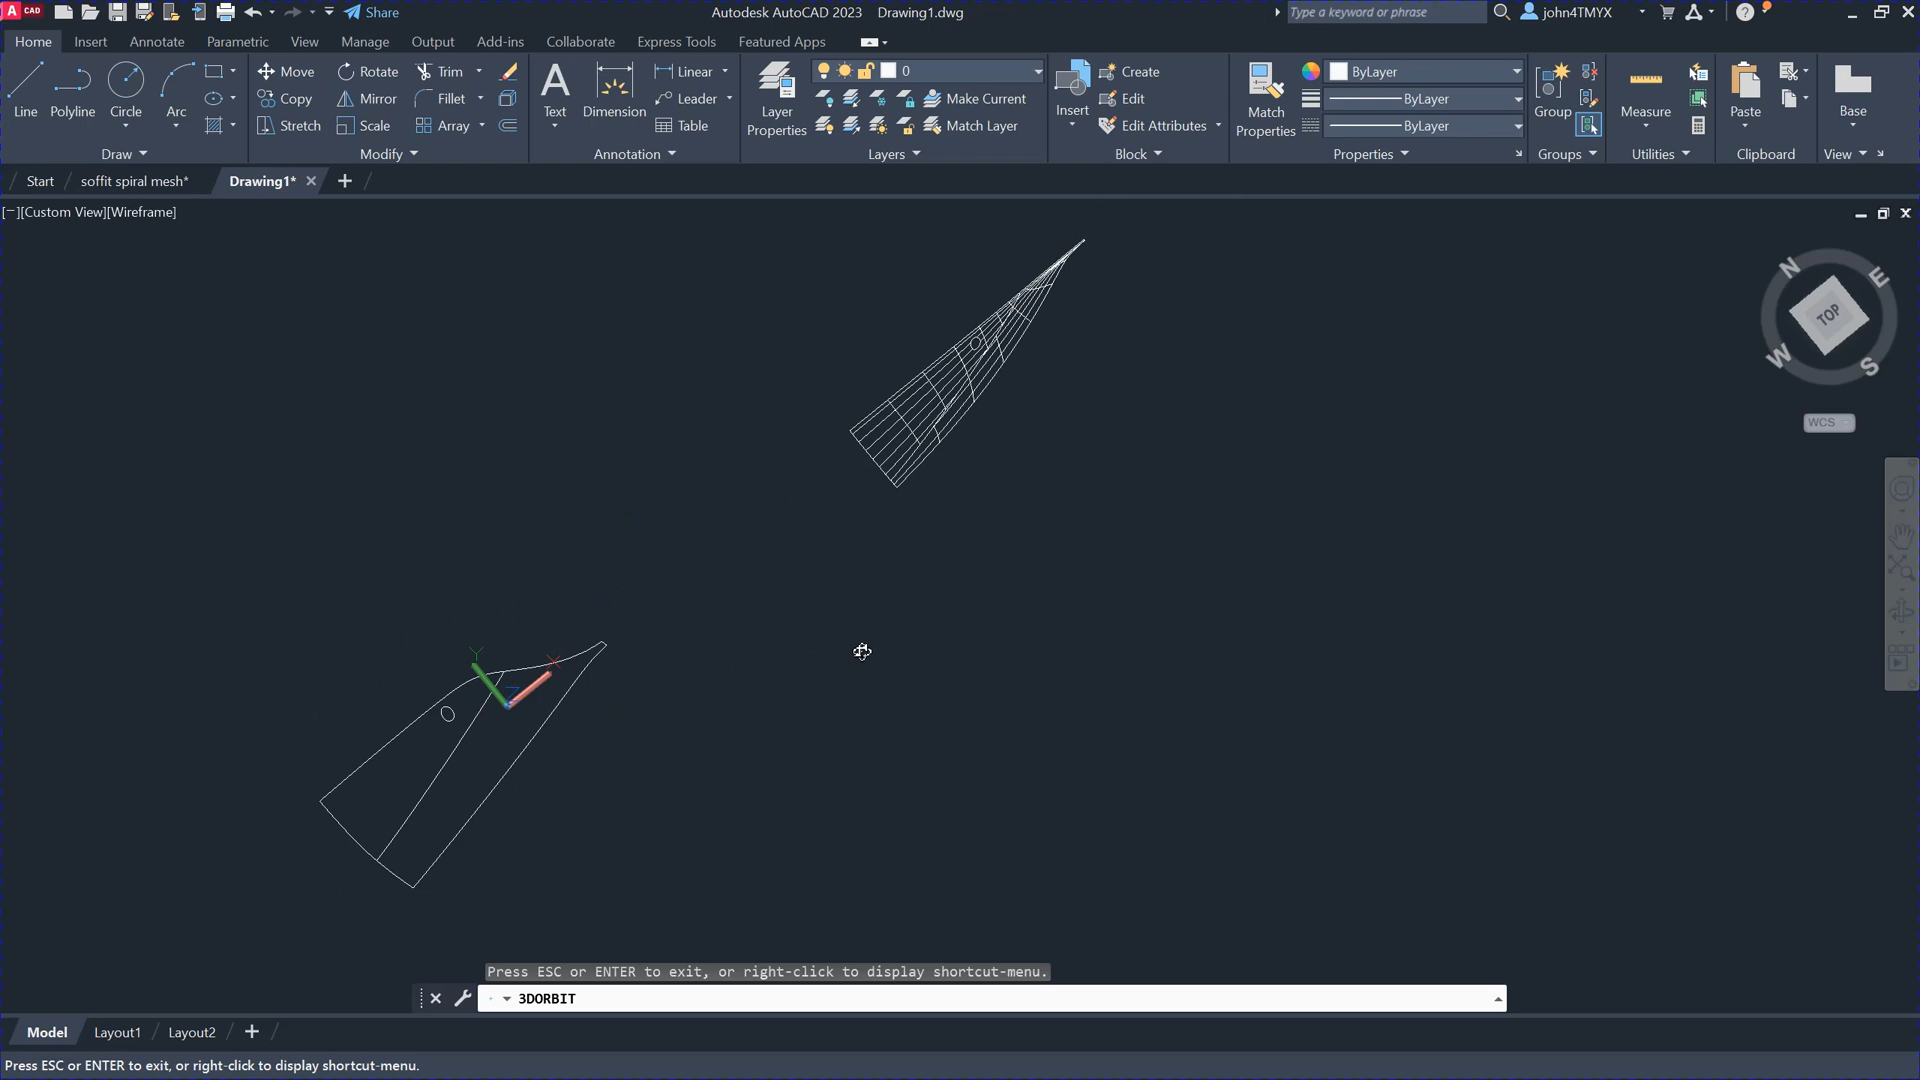 CAD Share Autodesk AutoCAD 2023 Drawing1.dwg Type a keyword or phrase john4TMYX
Home Insert Annotate Parametric View Manage Output Add-ins Collaborate Express Tools Featured Apps
Move Rotate Trim Linear 0 Create ByLayer
Copy Mirror Fillet Leader Make Current Edit ByLayer
Line Polyline Circle Arc Text Dimension Layer Properties Insert Match Properties Group Measure Paste Base
Stretch Scale Array Table Match Layer Edit Attributes ByLayer
Draw Modify Annotation Layers Block Properties Groups Utilities Clipboard View
Start soffit spiral mesh* Drawing1*
[−][Custom View][Wireframe]
N E
TOP
W S
WCS
Y X
Z
Press ESC or ENTER to exit, or right-click to display shortcut-menu.
3DORBIT
Model Layout1 Layout2
Press ESC or ENTER to exit, or right-click to display shortcut-menu.